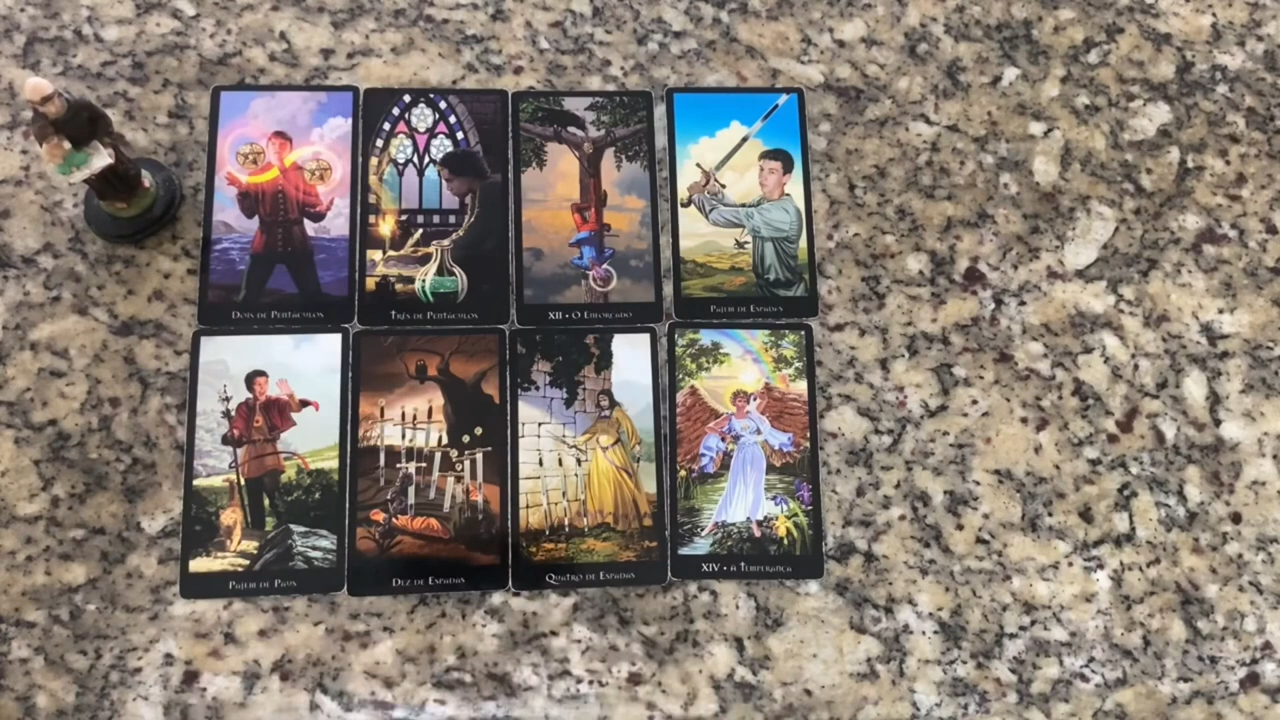 Dois de Pentáculos
Três de Pentáculos
XII • O Enforcado
Pajem de Espadas
Pajem de Paus
Dez de Espadas
Quatro de Espadas
XIV • A Temperança